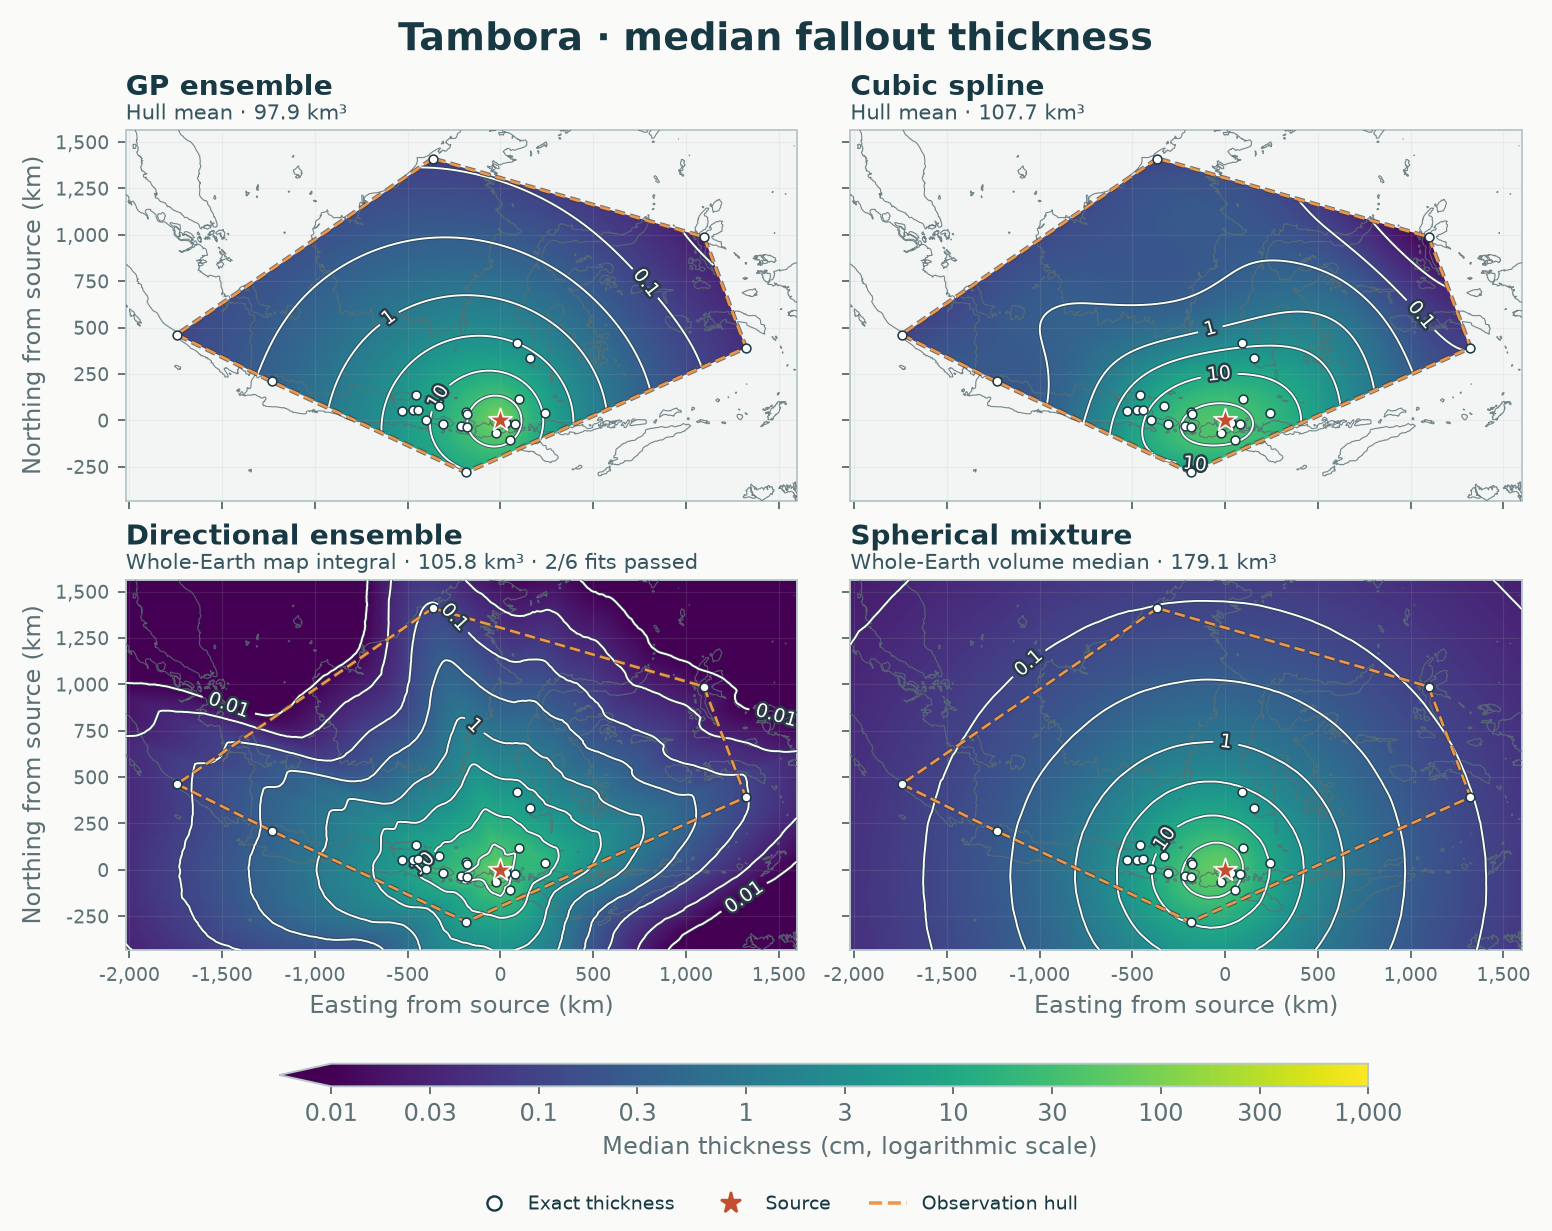 Tambora · median fallout thickness
GP ensemble
Hull mean · 97.9 km³
Cubic spline
Hull mean · 107.7 km³
Northing from source (km)
1,500
1,250
1,000
750
500
250
0
-250
0.1
1
10
0.1
1
10
10
Directional ensemble
Whole-Earth map integral · 105.8 km³ · 2/6 fits passed
Spherical mixture
Whole-Earth volume median · 179.1 km³
Northing from source (km)
1,500
1,250
1,000
750
500
250
0
-250
0.1
0.01
0.01
1
10
0.01
0.1
1
10
-2,000 -1,500 -1,000 -500 0 500 1,000 1,500
-2,000 -1,500 -1,000 -500 0 500 1,000 1,500
Easting from source (km)
Easting from source (km)
0.01 0.03 0.1 0.3 1 3 10 30 100 300 1,000
Median thickness (cm, logarithmic scale)
Exact thickness
Source
Observation hull